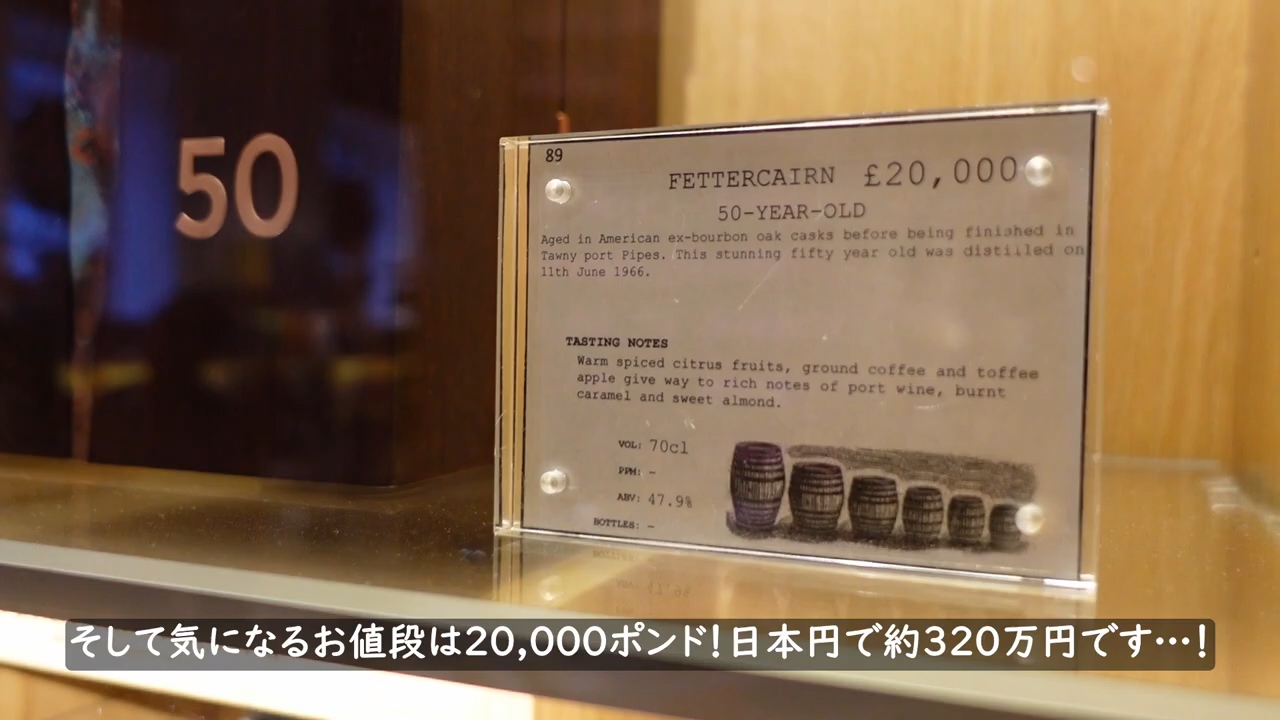 50
89
FETTERCAIRN £20,000
50-YEAR-OLD
Aged in American ex-bourbon oak casks before being finished in
Tawny port Pipes. This stunning fifty year old was distilled on
11th June 1966.
TASTING NOTES
Warm spiced citrus fruits, ground coffee and toffee
apple give way to rich notes of port wine, burnt
caramel and sweet almond.
VOL: 70cl
PPM: -
ABV: 47.9%
BOTTLES: -
そして気になるお値段は20,000ポンド！日本円で約320万円です…！